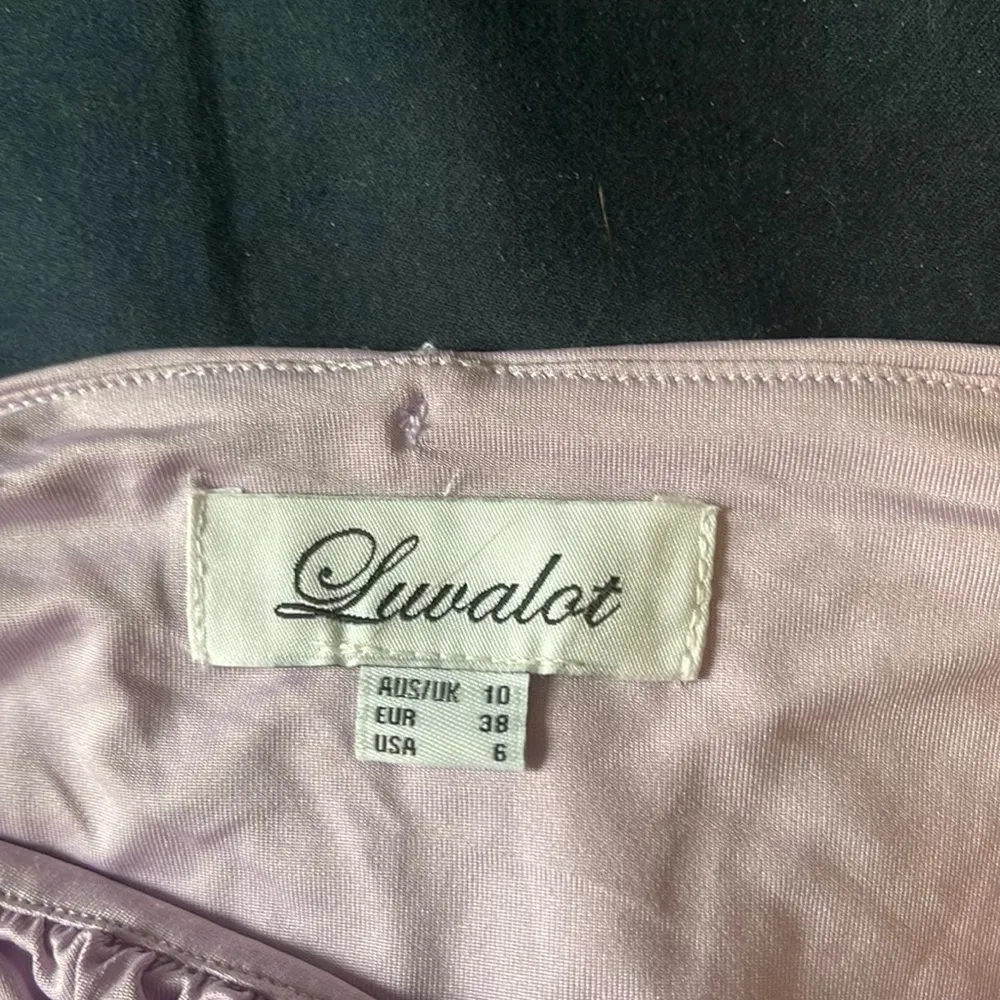 Luvalot
AUS/UK 10
EUR 38
USA 6